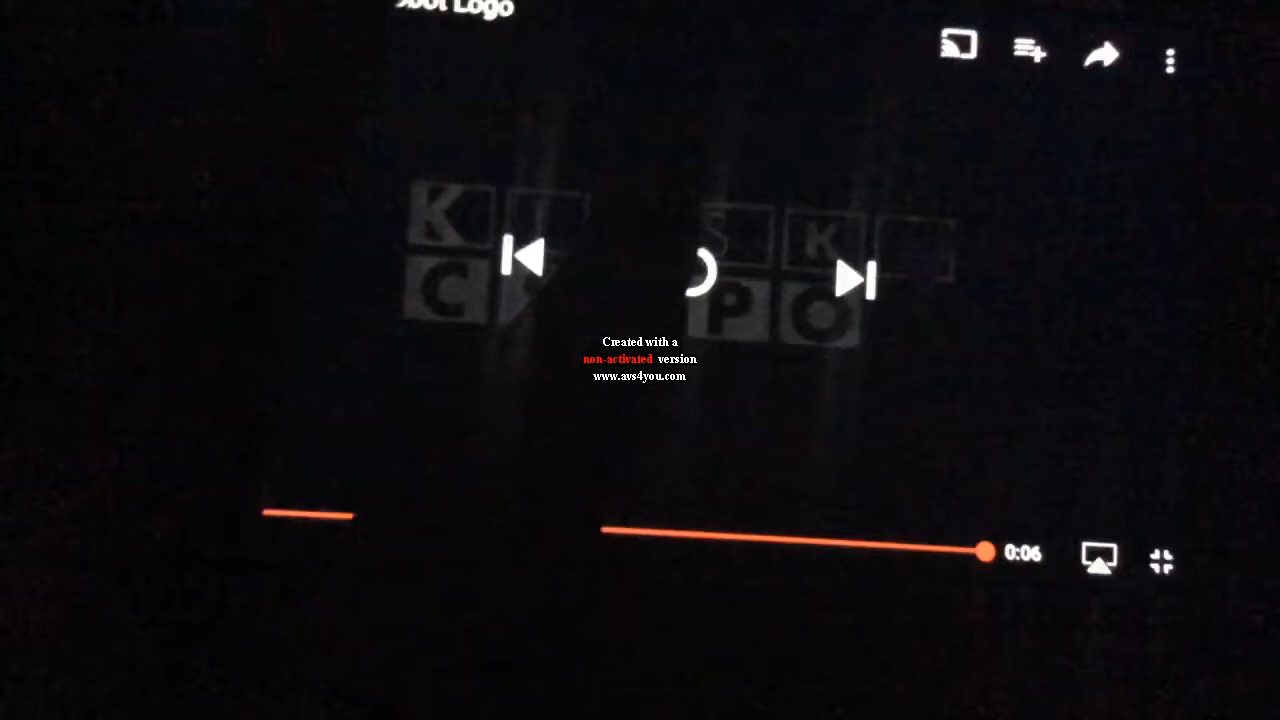 Logo
K
S K
C
P O
Created with a
non-activated version
www.avs4you.com
0:06